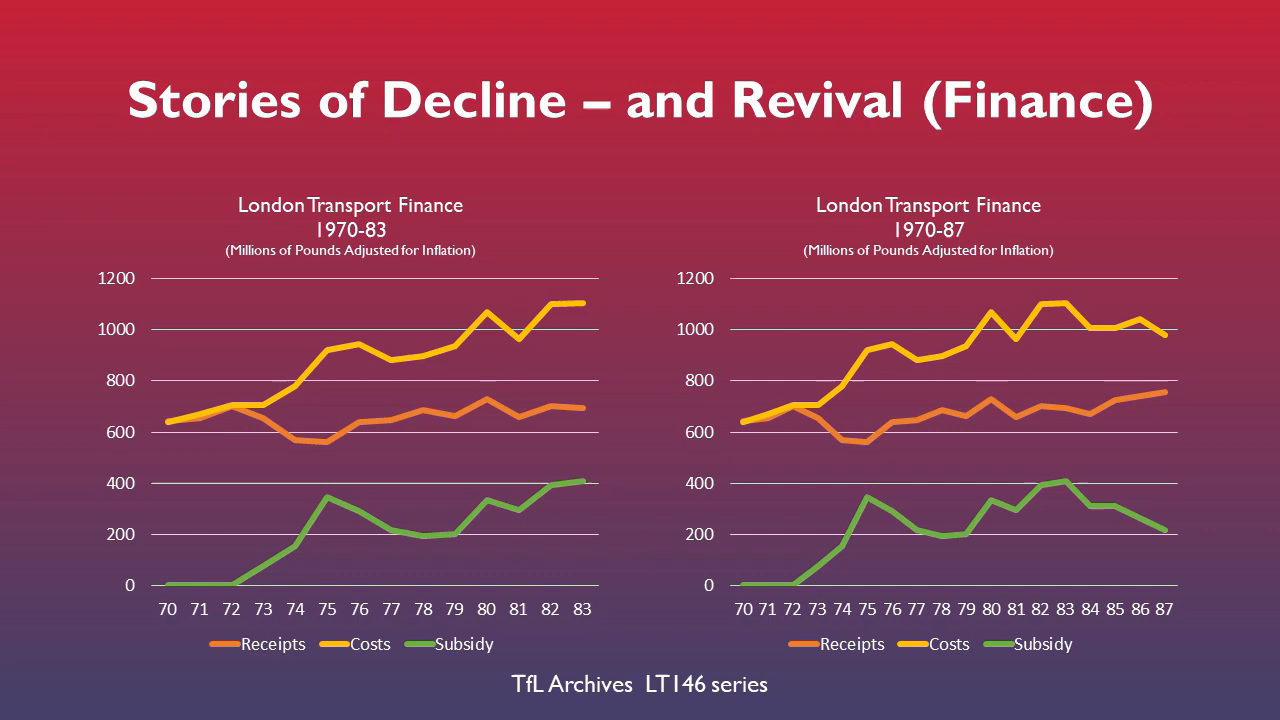 Stories of Decline – and Revival (Finance)
London Transport Finance
1970-83
(Millions of Pounds Adjusted for Inflation)
1200
1000
800
600
400
200
0
70 71 72 73 74 75 76 77 78 79 80 81 82 83
Receipts Costs Subsidy
London Transport Finance
1970-87
(Millions of Pounds Adjusted for Inflation)
1200
1000
800
600
400
200
0
70 71 72 73 74 75 76 77 78 79 80 81 82 83 84 85 86 87
Receipts Costs Subsidy
TfL Archives LT146 series